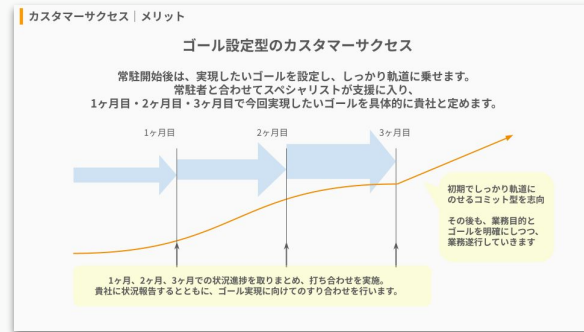 カスタマーサクセス｜メリット
ゴール設定型のカスタマーサクセス
常駐開始後は、実現したいゴールを設定し、しっかり軌道に乗せます。
常駐者と合わせてスペシャリストが支援に入り、
1ヶ月目・2ヶ月目・3ヶ月目で今回実現したいゴールを具体的に貴社と定めます。
1ヶ月目
2ヶ月目
3ヶ月目
初期でしっかり軌道に
のせるコミット型を志向
その後も、業務目的と
ゴールを明確にしつつ、
業務遂行していきます
1ヶ月、2ヶ月、3ヶ月での状況進捗を取りまとめ、打ち合わせを実施。
貴社に状況報告するとともに、ゴール実現に向けてのすり合わせを行います。